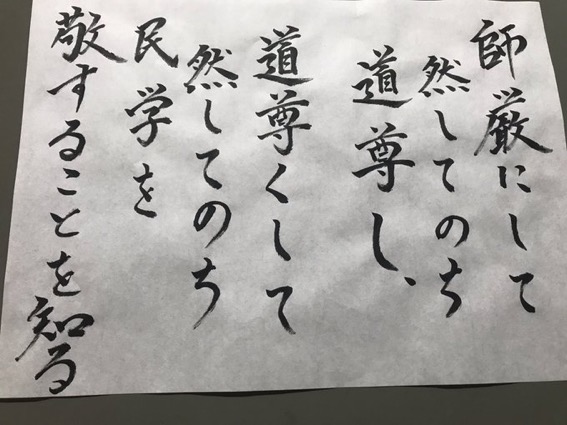 師厳にして
然してのち
道尊し、
道尊くして
然してのち
民学を
敬することを知る